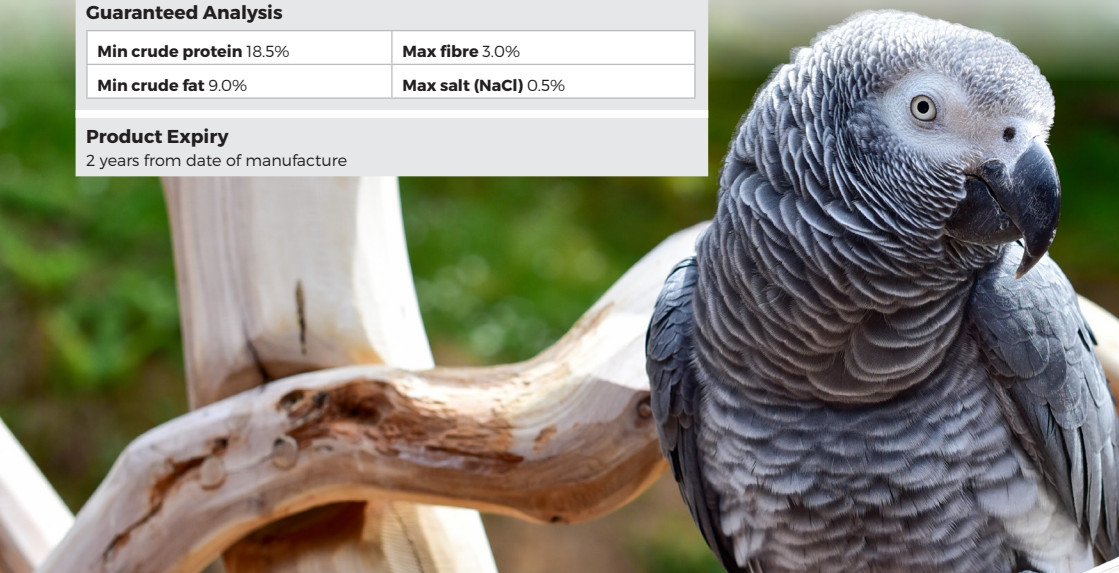 Guaranteed Analysis
Min crude protein 18.5% Max fibre 3.0%
Min crude fat 9.0% Max salt (NaCl) 0.5%
Product Expiry
2 years from date of manufacture